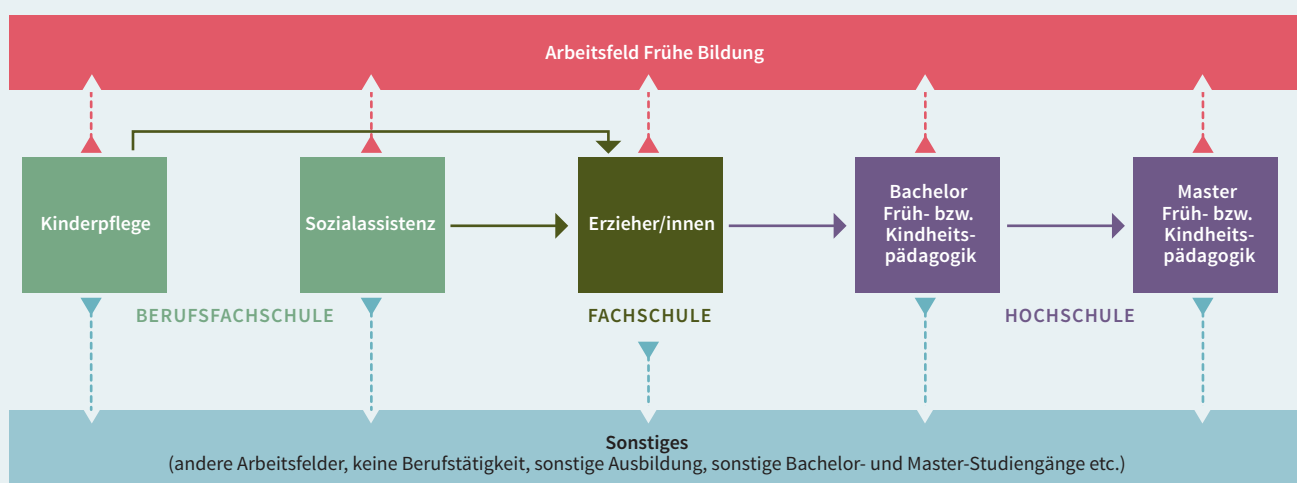 Arbeitsfeld Frühe Bildung
Kinderpflege
Sozialassistenz
Erzieher/innen
Bachelor
Früh- bzw.
Kindheits-
pädagogik
Master
Früh- bzw.
Kindheits-
pädagogik
BERUFSFACHSCHULE
FACHSCHULE
HOCHSCHULE
Sonstiges
(andere Arbeitsfelder, keine Berufstätigkeit, sonstige Ausbildung, sonstige Bachelor- und Master-Studiengänge etc.)